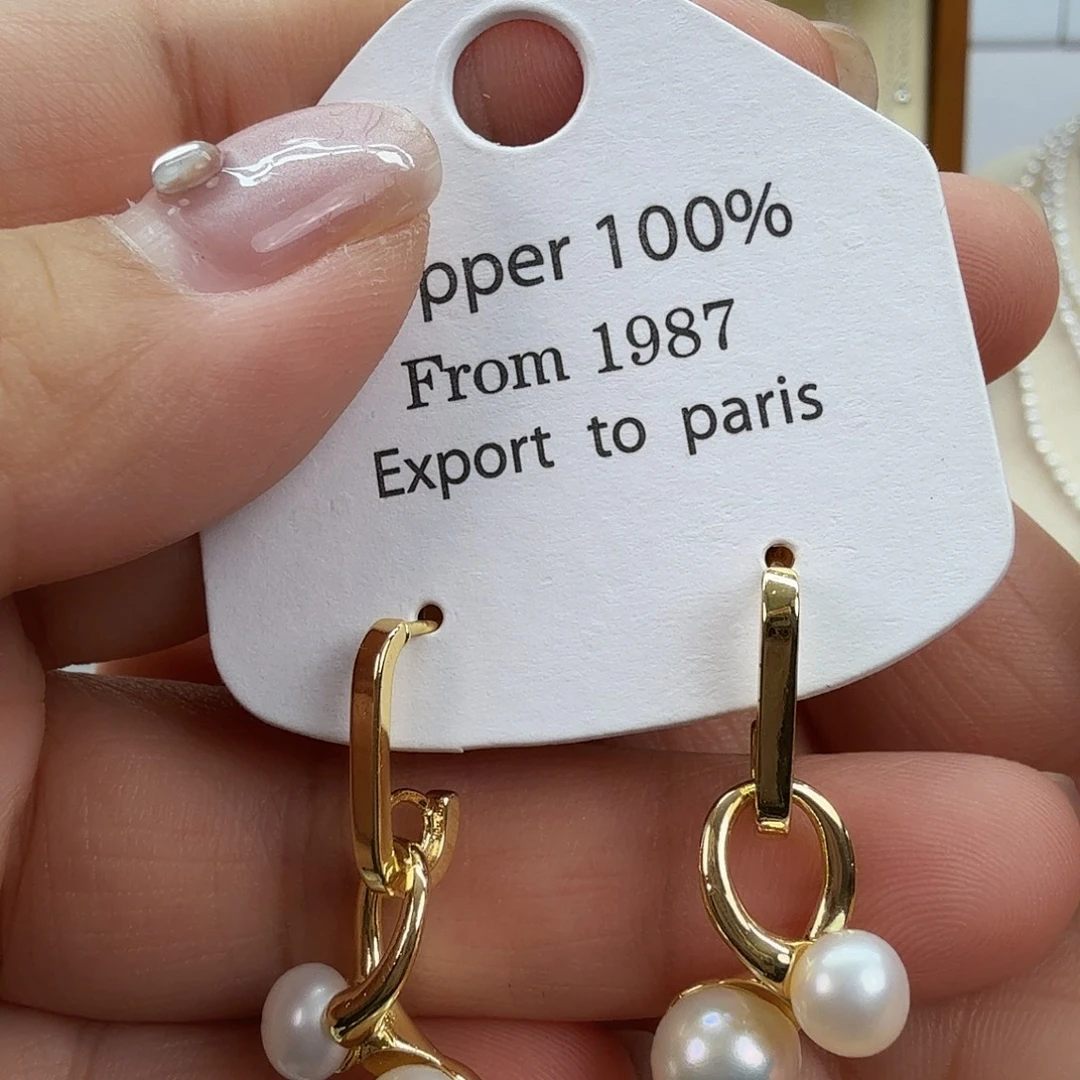 pper 100%
From 1987
Export to paris